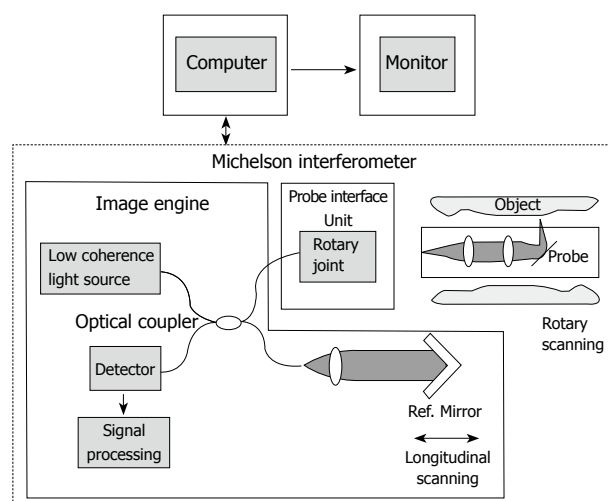 Computer
Monitor
Michelson interferometer
Image engine
Probe interface
Unit
Rotary
joint
Object
Probe
Rotary
scanning
Low coherence
light source
Optical coupler
Detector
Signal
processing
Ref. Mirror
Longitudinal
scanning